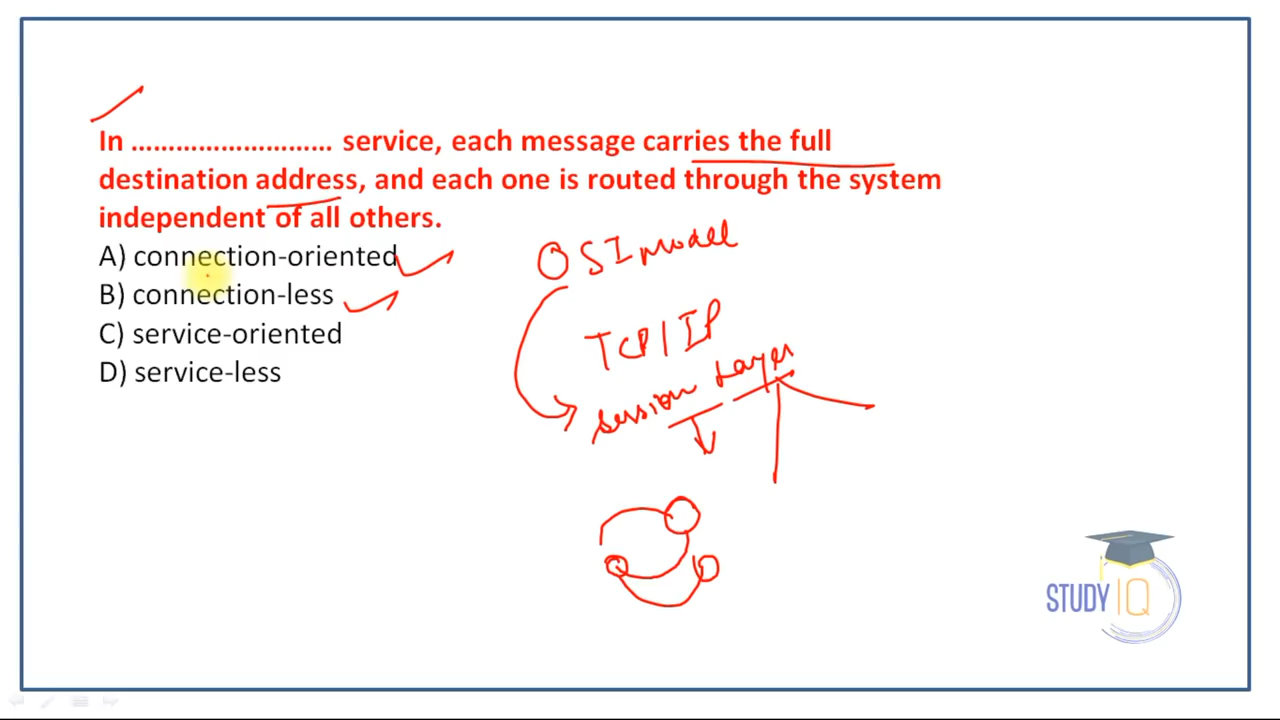 In ........................... service, each message carries the full
destination address, and each one is routed through the system
independent of all others.
A) connection-oriented
B) connection-less
C) service-oriented
D) service-less
OSI model
TCP/IP
Session Layer
STUDY IQ